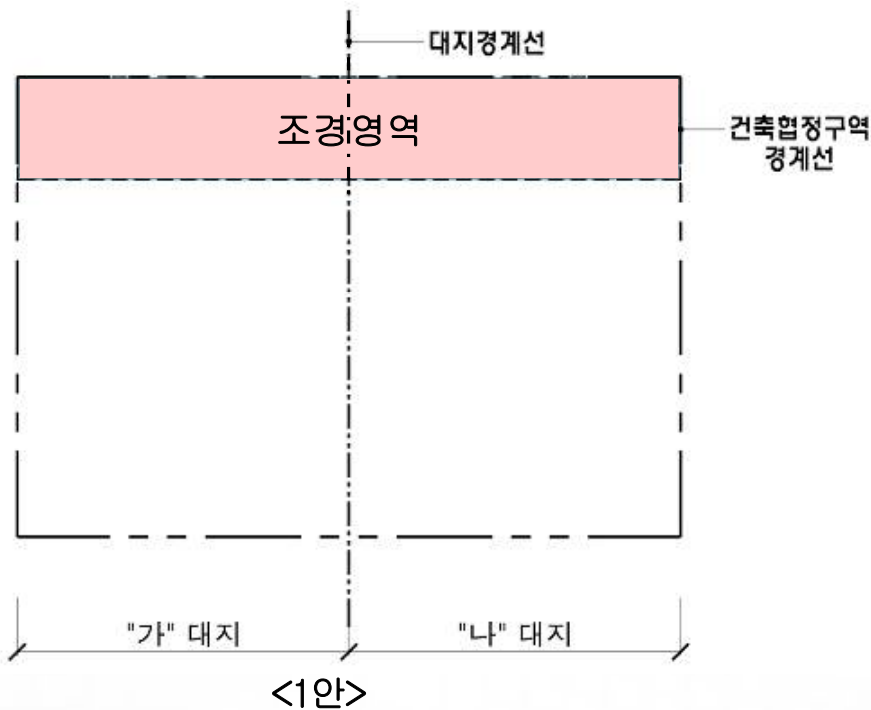 대지경계선
조경영역
건축협정구역
경계선
"가" 대지
"나" 대지
<1안>